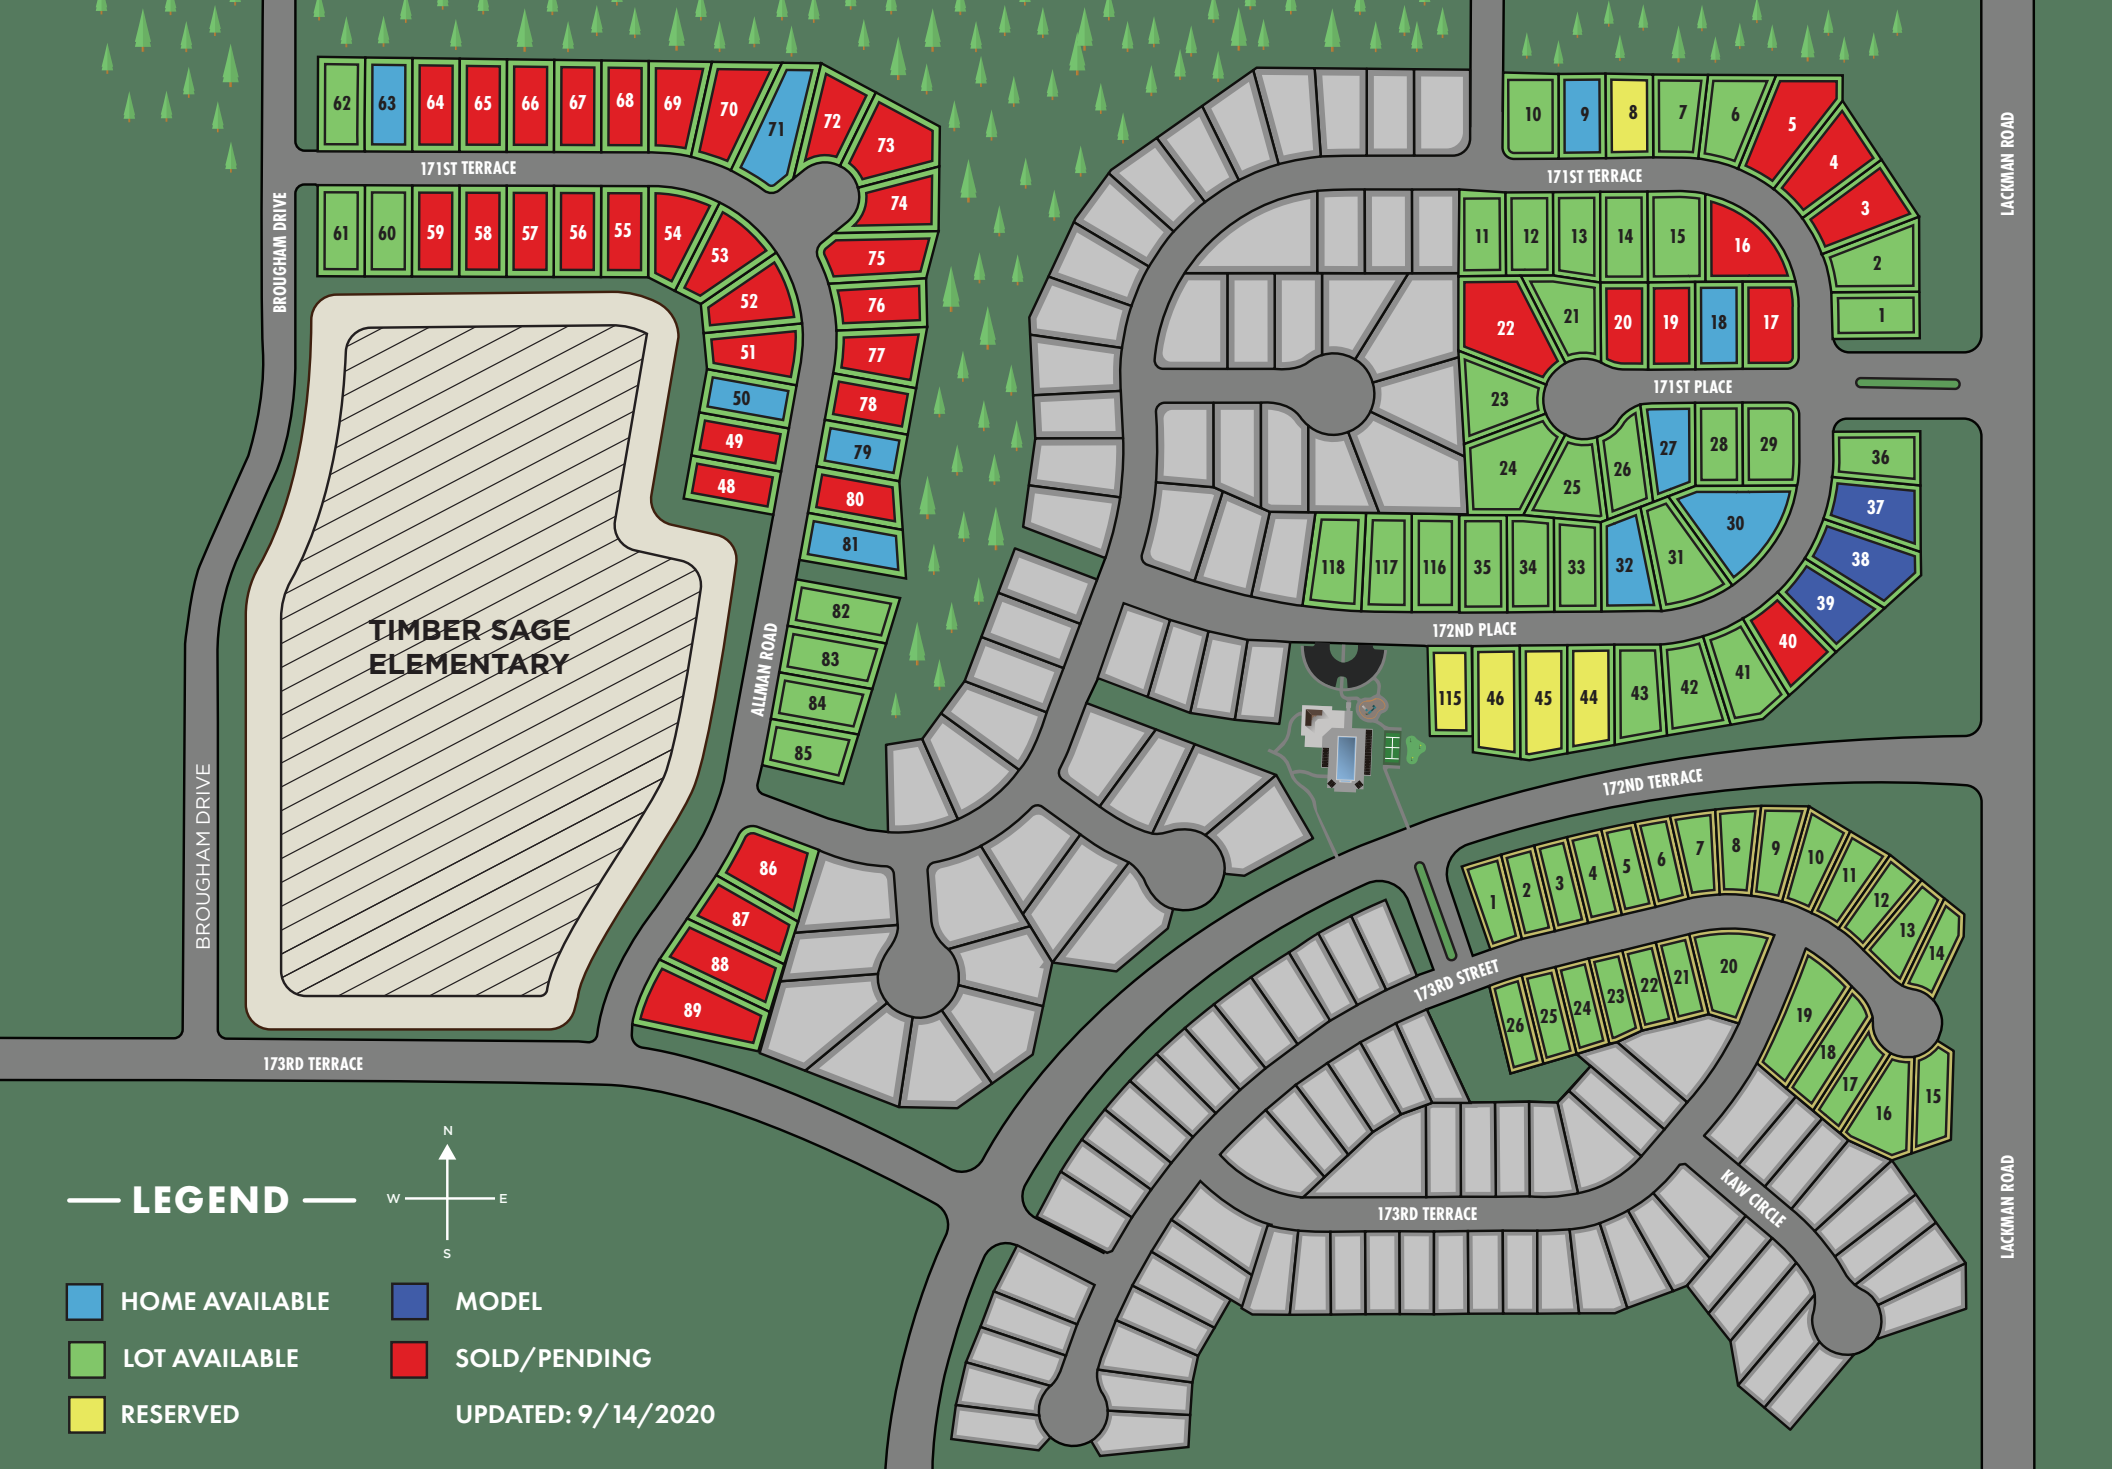 62 63 64 65 66 67 68 69 70 71 72 73
74
171ST TERRACE
61 60 59 58 57 56 55 54 53
52
51
50
49
48
75
76
77
78
79
80
81
82
83
84
85
86
87
88
89
BROUGHAM DRIVE
BROUGHAM DRIVE
TIMBER SAGE
ELEMENTARY
ALLMAN ROAD
173RD TERRACE
10 9 8 7 6 5
4
3
2
1
171ST TERRACE
LACKMAN ROAD
11 12 13 14 15 16
22 21 20 19 18 17
171ST PLACE
23
24 25 26 27 28 29
30
118 117 116 35 34 33 32 31
36
37
38
39
40
172ND PLACE
115 46 45 44 43 42 41
172ND TERRACE
1 2 3 4 5 6 7 8 9 10 11 12 13 14
173RD STREET
26 25 24 23 22 21 20
19
18
17
16
15
KAW CIRCLE
173RD TERRACE
LACKMAN ROAD
LEGEND
N
W E
S
HOME AVAILABLE
MODEL
LOT AVAILABLE
SOLD/PENDING
RESERVED
UPDATED: 9/14/2020